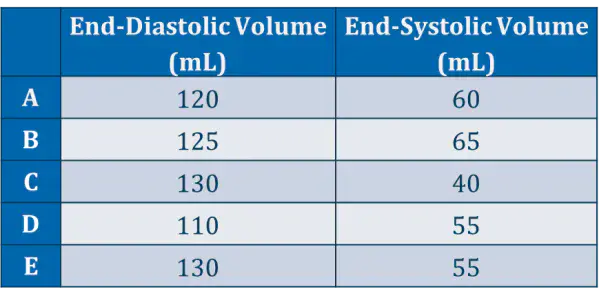 End-Diastolic Volume (mL) End-Systolic Volume (mL)
A 120 60
B 125 65
C 130 40
D 110 55
E 130 55